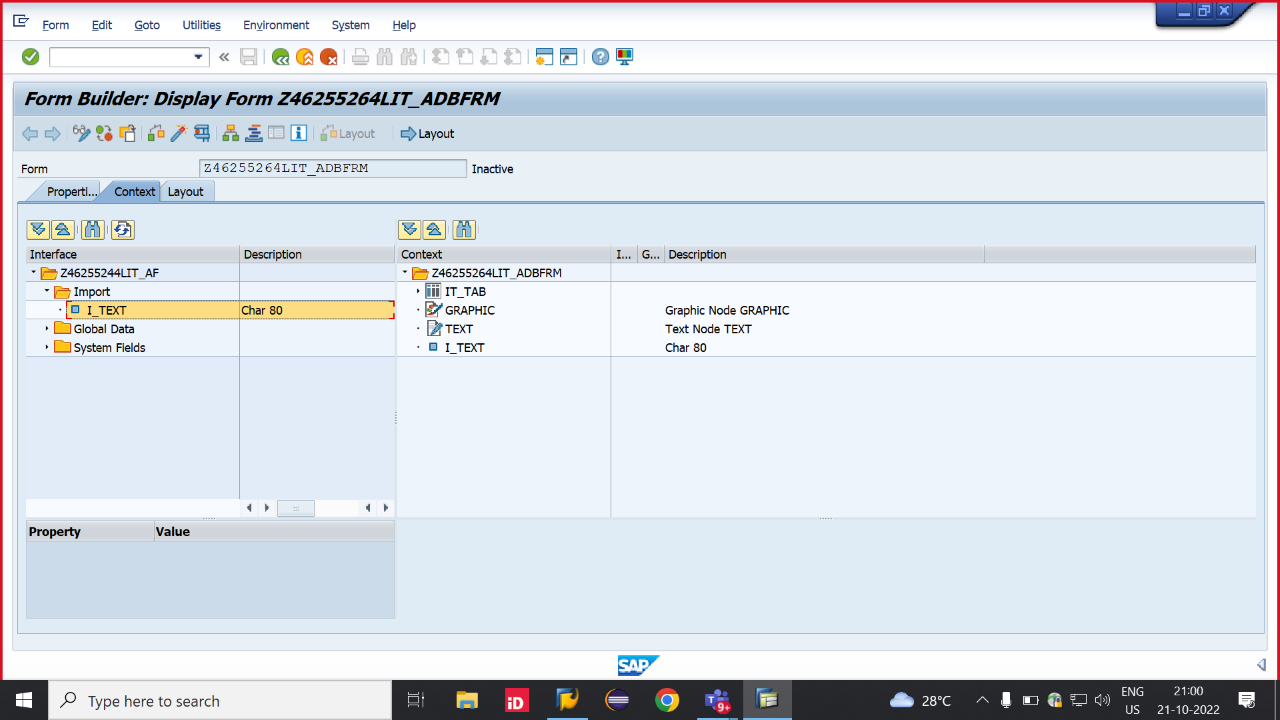 Form Edit Goto Utilities Environment System Help
Form Builder: Display Form Z46255264LIT_ADBFRM
Layout Layout
Form Z46255264LIT_ADBFRM Inactive
Properti... Context Layout
Interface Description Context I... G... Description
Z46255244LIT_AF Z46255264LIT_ADBFRM
Import IT_TAB
I_TEXT Char 80 GRAPHIC Graphic Node GRAPHIC
Global Data TEXT Text Node TEXT
System Fields I_TEXT Char 80
Property Value
SAP
Type here to search iD 9+ 28°C ENG 21:00
US 21-10-2022